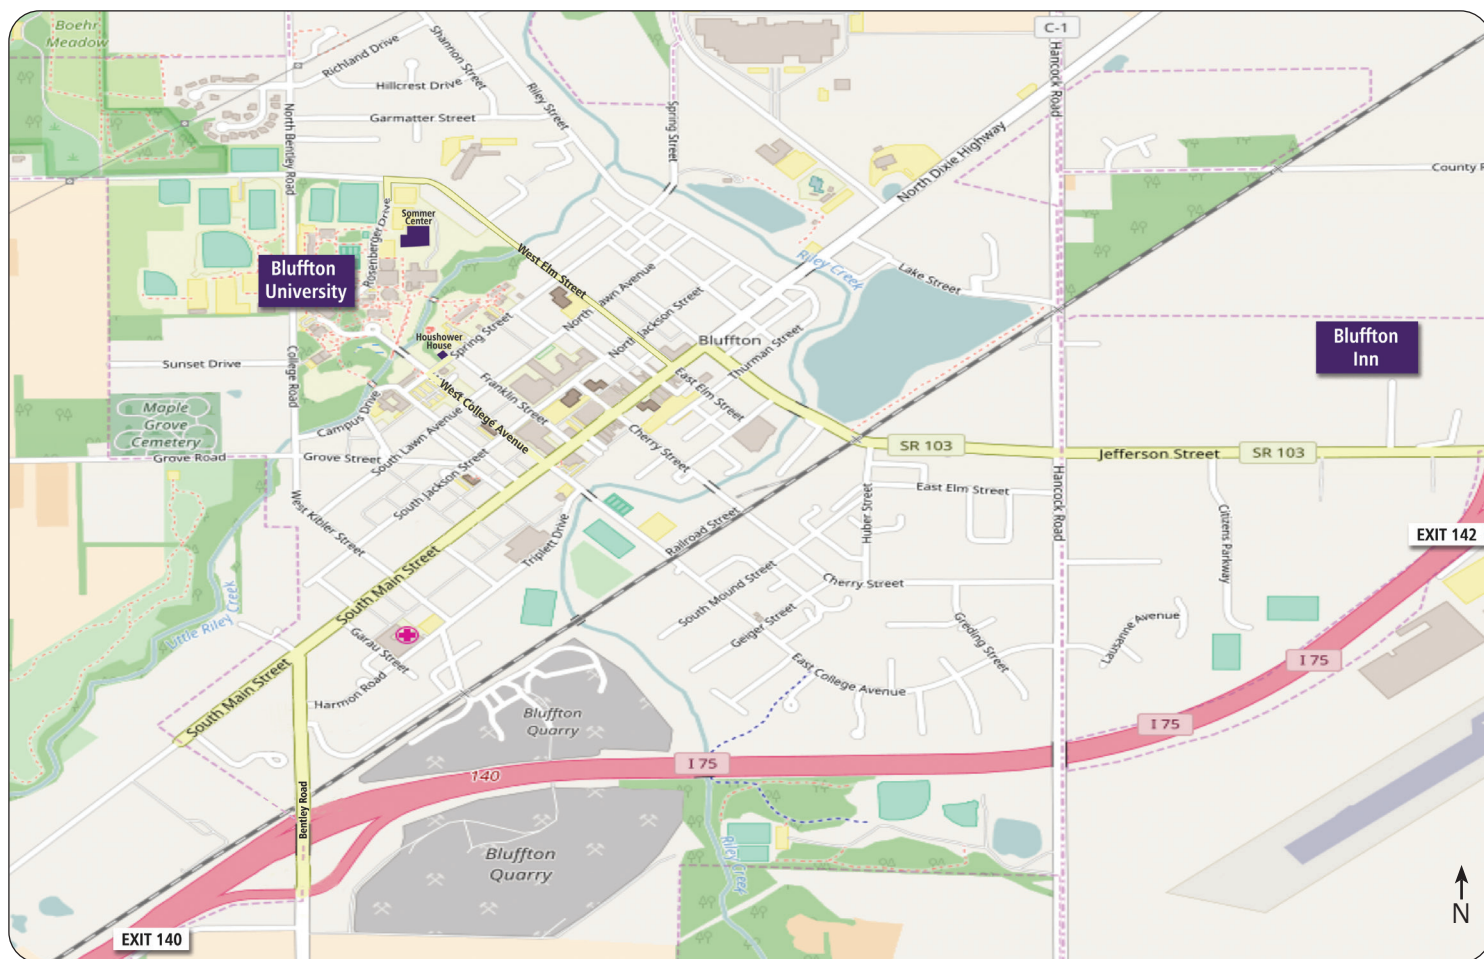 Boehr
Meadow
Richland Drive
Shannon Street
C-1
Hancock Road
Hillcrest Drive
Riley Street
Garmatter Street
North Bentley Road
Spring Street
North Dixie Highway
Sommer
Center
Rosenberger Drive
West Elm Street
Riley Creek
Lake Street
Bluffton
University
North Lawn Avenue
North Jackson Street
Houshower
House
Spring Street
Bluffton
Thurman Street
Bluffton
Inn
Sunset Drive
College Road
Franklin Street
East Elm Street
West College Avenue
Maple
Grove
Cemetery
Campus Drive
South Lawn Avenue
Cherry Street
SR 103
Jefferson Street
SR 103
Grove Road
Grove Street
South Jackson Street
East Elm Street
Hancock Road
West Kibler Street
Huber Street
Citizens Parkway
Railroad Street
Triplett Drive
EXIT 142
South Main Street
South Mound Street
Cherry Street
Little Riley Creek
Geiger Street
Greding Street
Lausanne Avenue
Garau Street
East College Avenue
I 75
South Main Street
Harmon Road
Bluffton
Quarry
I 75
I 75
140
Bentley Road
Bluffton
Quarry
Riley Creek
N
EXIT 140